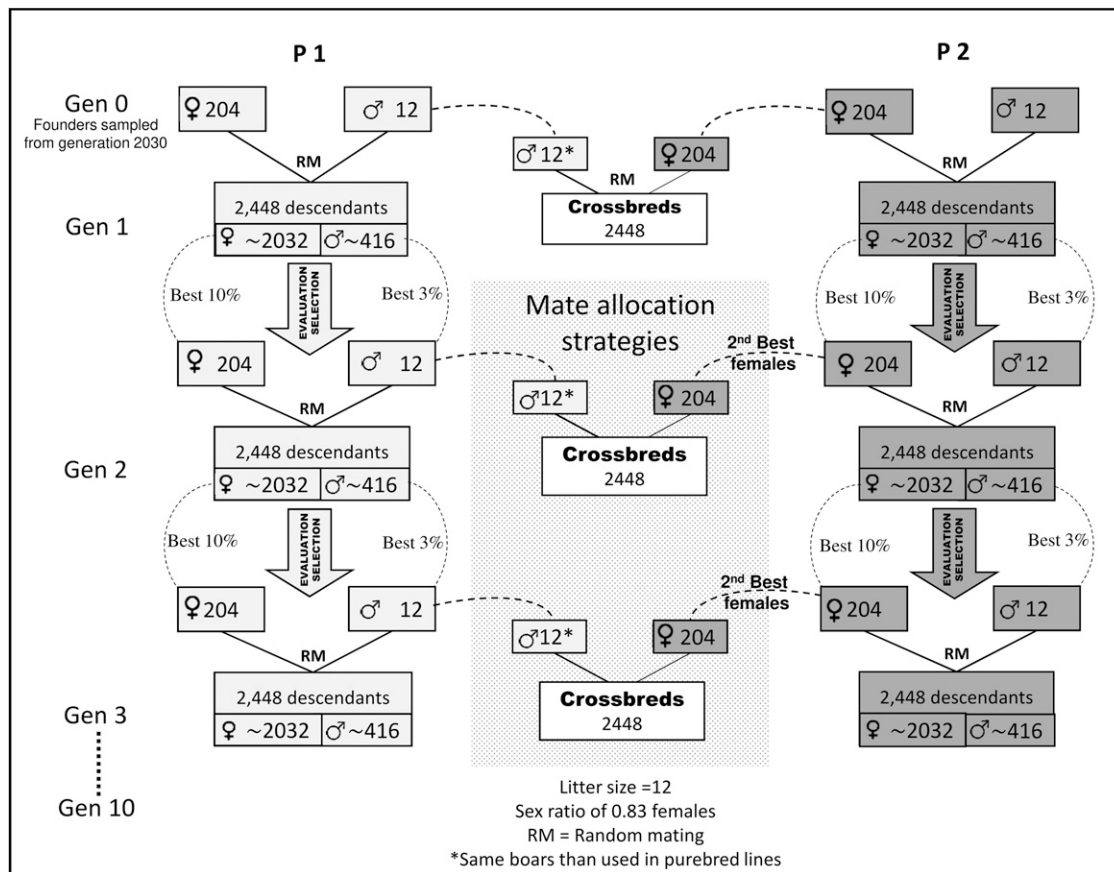 P 1
P 2
Gen 0
Founders sampled
from generation 2030
♀ 204
♂ 12
♀ 204
♂ 12
♂ 12*
♀ 204
RM
RM
RM
Crossbreds
2448
Gen 1
2,448 descendants
♀ ~2032
♂ ~416
2,448 descendants
♀ ~2032
♂ ~416
Best 10%
EVALUATION
SELECTION
Best 3%
Best 10%
EVALUATION
SELECTION
Best 3%
Mate allocation
strategies
2nd Best
females
♀ 204
♂ 12
♀ 204
♂ 12
♂ 12*
♀ 204
RM
RM
Crossbreds
2448
Gen 2
2,448 descendants
♀ ~2032
♂ ~416
2,448 descendants
♀ ~2032
♂ ~416
Best 10%
EVALUATION
SELECTION
Best 3%
Best 10%
EVALUATION
SELECTION
Best 3%
2nd Best
females
♀ 204
♂ 12
♀ 204
♂ 12
♂ 12*
♀ 204
RM
RM
Crossbreds
2448
Gen 3
2,448 descendants
♀ ~2032
♂ ~416
2,448 descendants
♀ ~2032
♂ ~416
Gen 10
Litter size =12
Sex ratio of 0.83 females
RM = Random mating
*Same boars than used in purebred lines